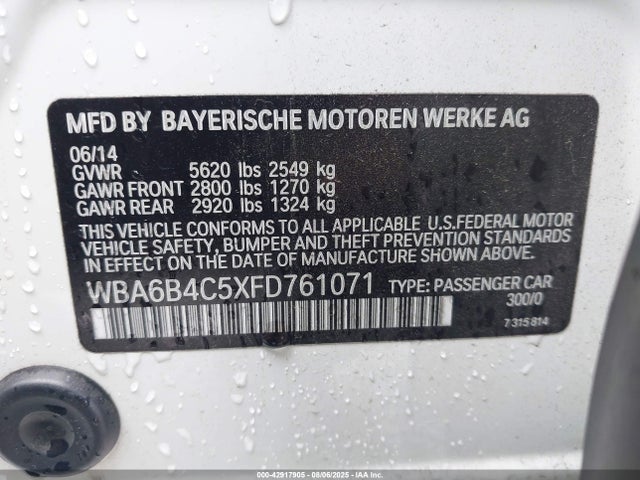 MFD BY BAYERISCHE MOTOREN WERKE AG
06/14
GVWR 5620 lbs 2549 kg
GAWR FRONT 2800 lbs 1270 kg
GAWR REAR 2920 lbs 1324 kg
THIS VEHICLE CONFORMS TO ALL APPLICABLE U.S.FEDERAL MOTOR
VEHICLE SAFETY, BUMPER AND THEFT PREVENTION STANDARDS
IN EFFECT ON THE DATE OF MANUFACTURE SHOWN ABOVE.
WBA6B4C5XFD761071 TYPE: PASSENGER CAR
300/0
7 315 814
000-42917905 - 08/06/2025 - IAA Inc.